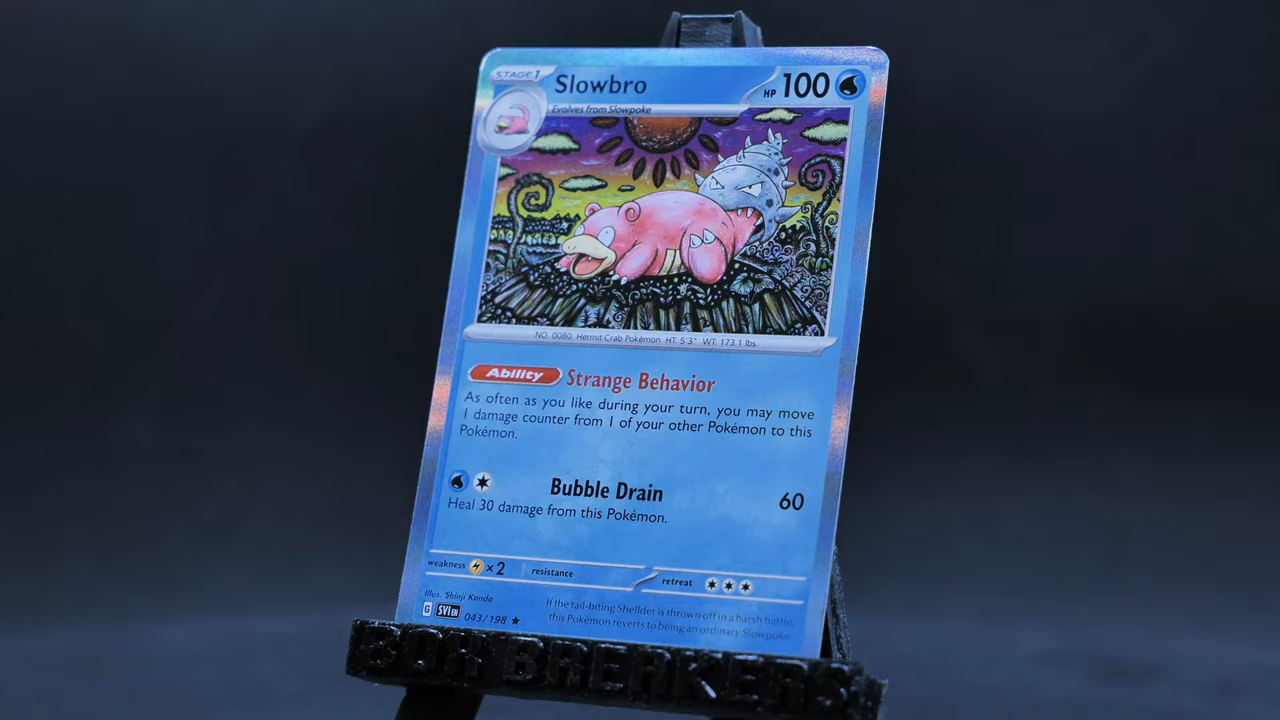 STAGE1
Slowbro
HP 100
Evolves from Slowpoke
NO. 0080 Hermit Crab Pokémon HT. 5'3" WT. 173.1 lbs.
Ability Strange Behavior
As often as you like during your turn, you may move
1 damage counter from 1 of your other Pokémon to this
Pokémon.
Bubble Drain 60
Heal 30 damage from this Pokémon.
weakness ×2 resistance retreat
Illus. Shinji Kanda
If the tail-biting Shellder is thrown off in a harsh battle,
this Pokémon reverts to being an ordinary Slowpoke.
G SVI EN 043/198
BOX BREAKERS